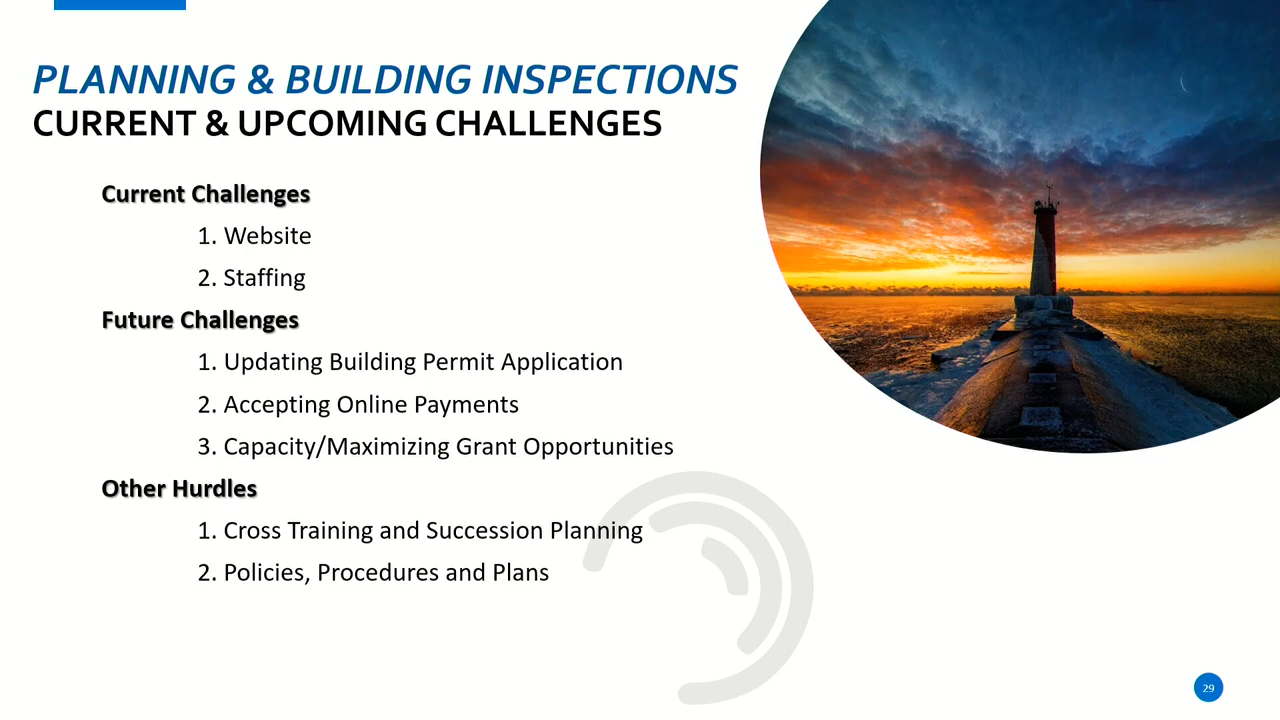 PLANNING & BUILDING INSPECTIONS
CURRENT & UPCOMING CHALLENGES
Current Challenges
1. Website
2. Staffing
Future Challenges
1. Updating Building Permit Application
2. Accepting Online Payments
3. Capacity/Maximizing Grant Opportunities
Other Hurdles
1. Cross Training and Succession Planning
2. Policies, Procedures and Plans
29